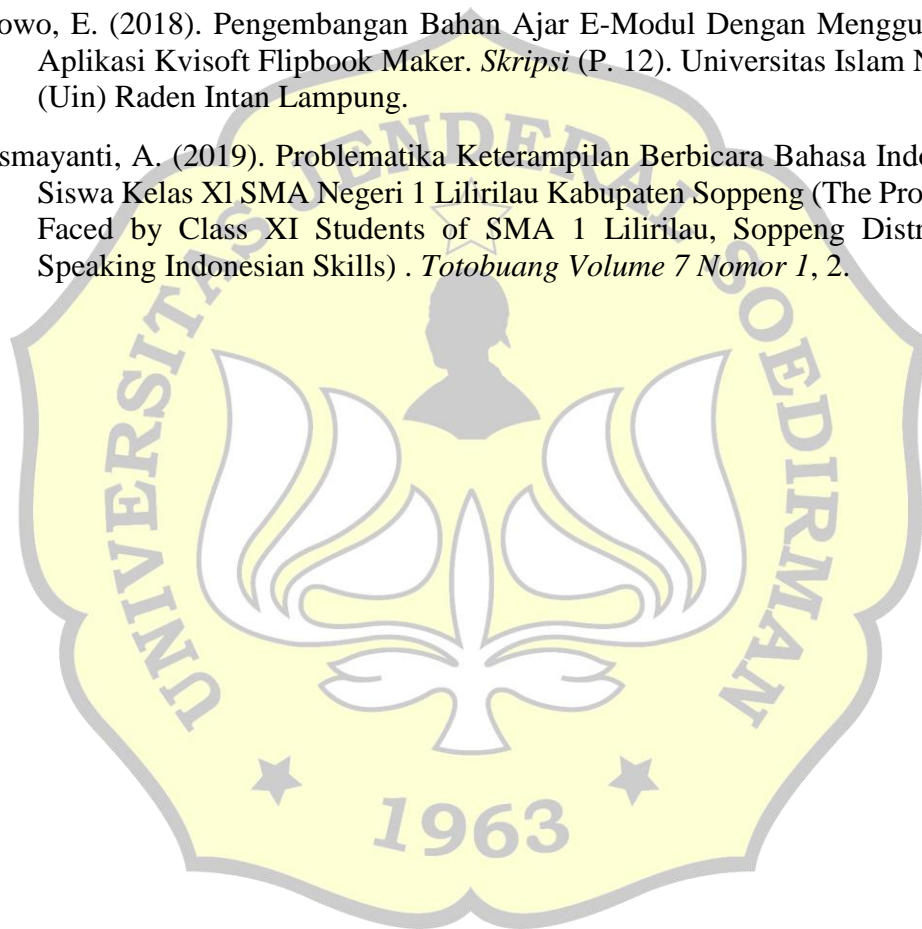 owo, E. (2018). Pengembangan Bahan Ajar E-Modul Dengan Menggu
Aplikasi Kvisoft Flipbook Maker. Skripsi (P. 12). Universitas Islam N
(Uin) Raden Intan Lampung.
smayanti, A. (2019). Problematika Keterampilan Berbicara Bahasa Indo
Siswa Kelas Xl SMA Negeri 1 Lilirilau Kabupaten Soppeng (The Pro
Faced by Class XI Students of SMA 1 Lilirilau, Soppeng Distr
Speaking Indonesian Skills) . Totobuang Volume 7 Nomor 1, 2.
UNIVERSITAS JENDERAL SOEDIRMAN
1963